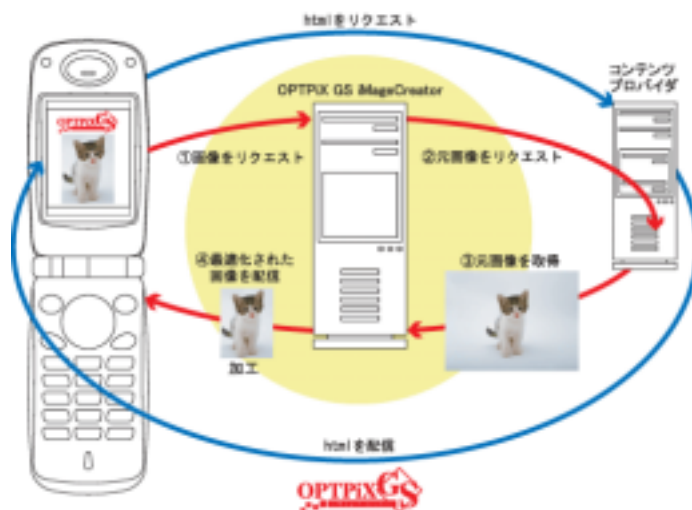 htmlをリクエスト
コンテンツ
プロバイダ
OPTPiX GS iMageCreator
①画像をリクエスト
②元画像をリクエスト
④最適化された
画像を配信
③元画像を取得
加工
htmlを配信
OPTPiX GS